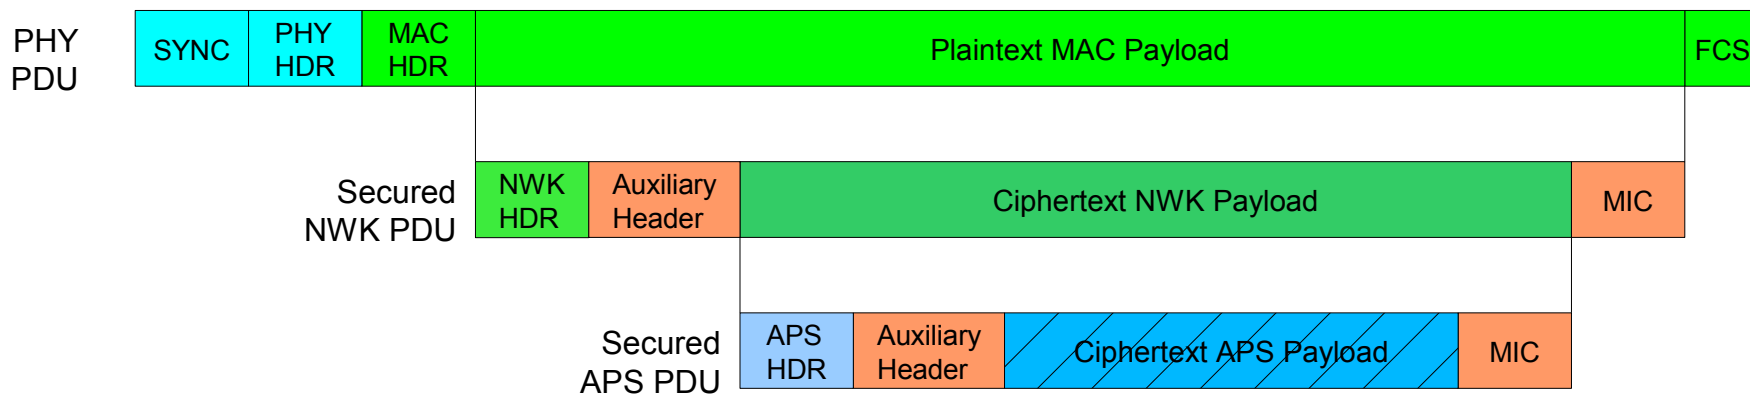 PHY
PDU
SYNC
PHY
HDR
MAC
HDR
Plaintext MAC Payload
FCS
Secured
NWK PDU
NWK
HDR
Auxiliary
Header
Ciphertext NWK Payload
MIC
Secured
APS PDU
APS
HDR
Auxiliary
Header
Ciphertext APS Payload
MIC